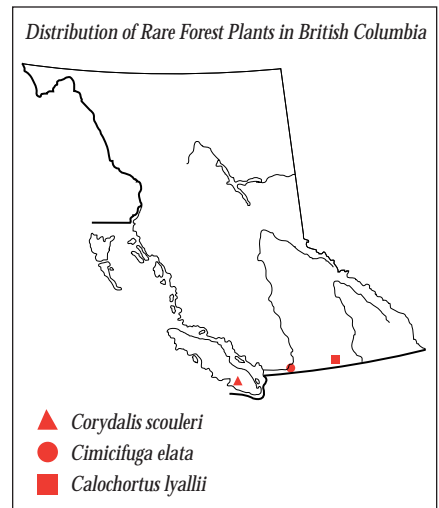 Distribution of Rare Forest Plants in British Columbia
Corydalis scouleri
Cimicifuga elata
Calochortus lyallii